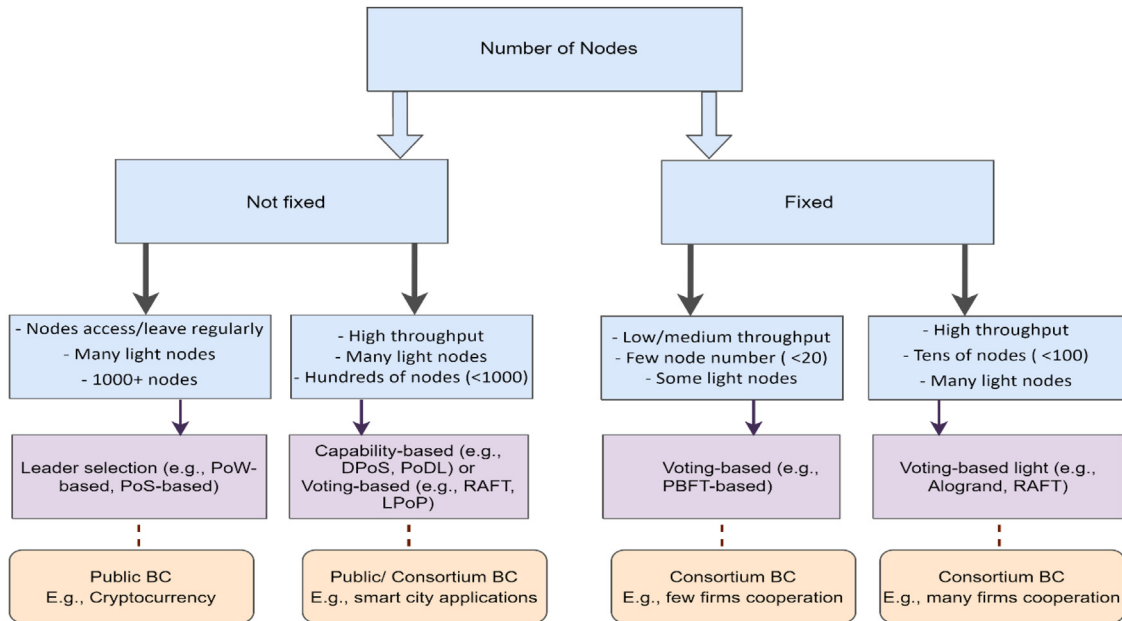 Number of Nodes
Not fixed
Fixed
- Nodes access/leave regularly
- Many light nodes
- 1000+ nodes
- High throughput
- Many light nodes
- Hundreds of nodes (<1000)
- Low/medium throughput
- Few node number ( <20)
- Some light nodes
- High throughput
- Tens of nodes ( <100)
- Many light nodes
Leader selection (e.g., PoW-
based, PoS-based)
Capability-based (e.g.,
DPoS, PoDL) or
Voting-based (e.g., RAFT,
LPoP)
Voting-based (e.g.,
PBFT-based)
Voting-based light (e.g.,
Alogrand, RAFT)
Public BC
E.g., Cryptocurrency
Public/ Consortium BC
E.g., smart city applications
Consortium BC
E.g., few firms cooperation
Consortium BC
E.g., many firms cooperation